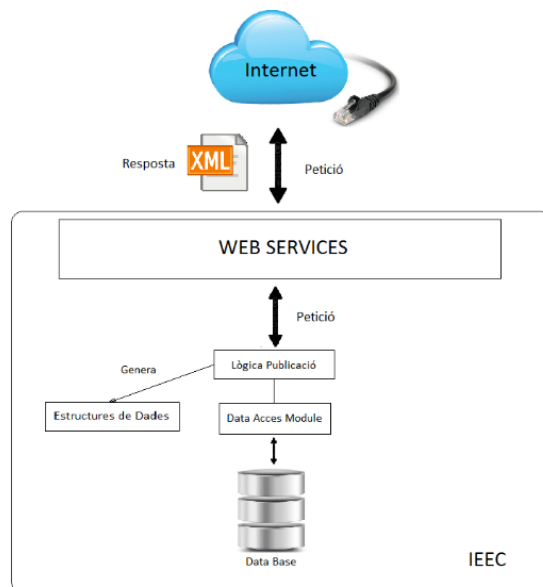 Internet
Resposta
XML
Petició
WEB SERVICES
Petició
Lògica Publicació
Genera
Estructures de Dades
Data Acces Module
Data Base
IEEC